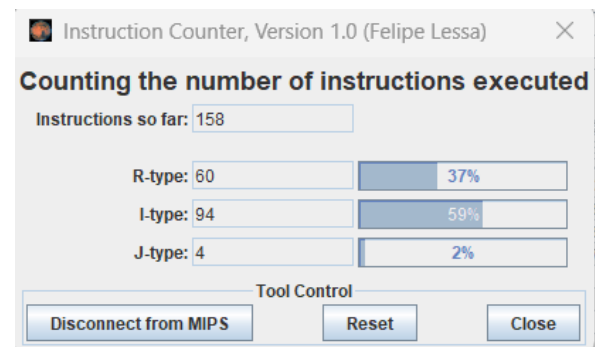 Instruction Counter, Version 1.0 (Felipe Lessa)
Counting the number of instructions executed
Instructions so far: 158
R-type: 60 37%
I-type: 94 59%
J-type: 4 2%
Tool Control
Disconnect from MIPS Reset Close